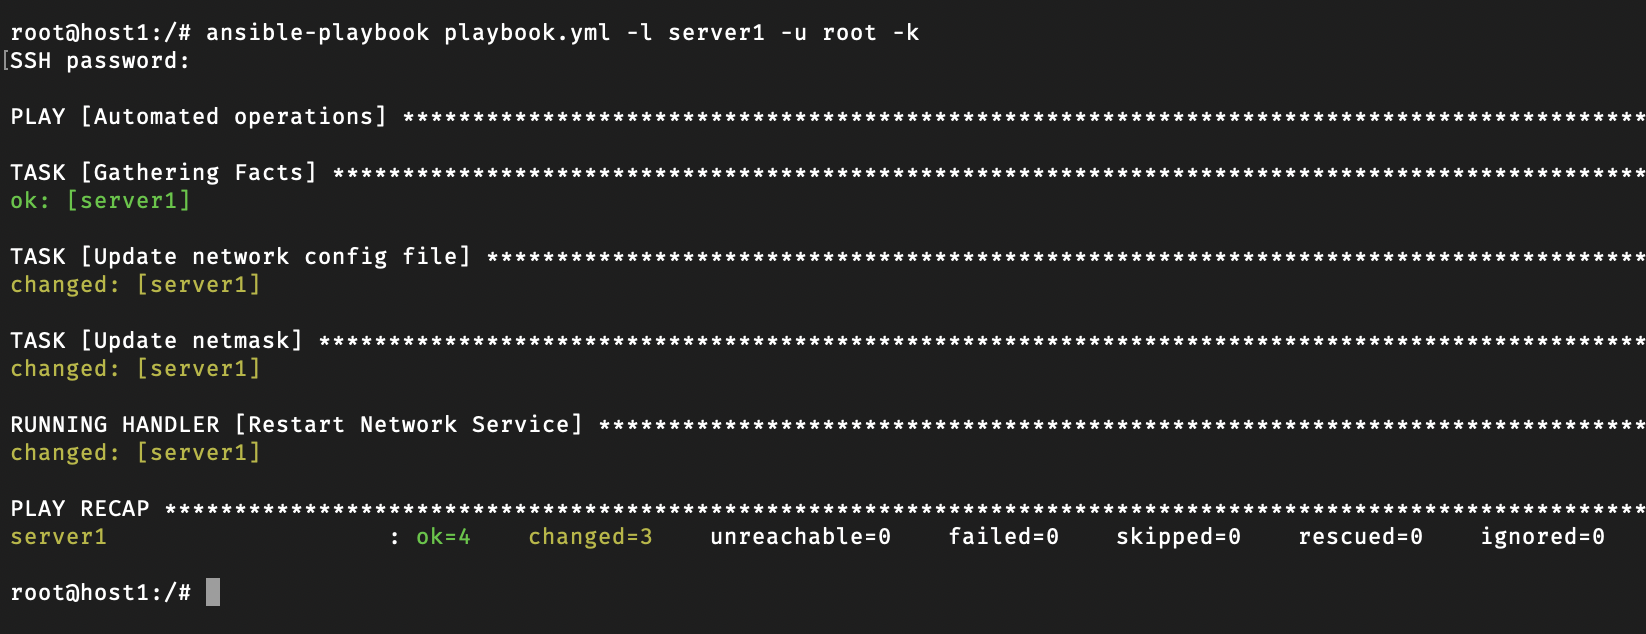 root@host1:/# ansible-playbook playbook.yml -l server1 -u root -k
[SSH password:
PLAY [Automated operations] *****************************************************************************************
TASK [Gathering Facts] **********************************************************************************************
ok: [server1]
TASK [Update network config file] ***********************************************************************************
changed: [server1]
TASK [Update netmask] ***********************************************************************************************
changed: [server1]
RUNNING HANDLER [Restart Network Service] ***************************************************************************
changed: [server1]
PLAY RECAP **********************************************************************************************************
server1                    : ok=4    changed=3    unreachable=0    failed=0    skipped=0    rescued=0    ignored=0
root@host1:/#